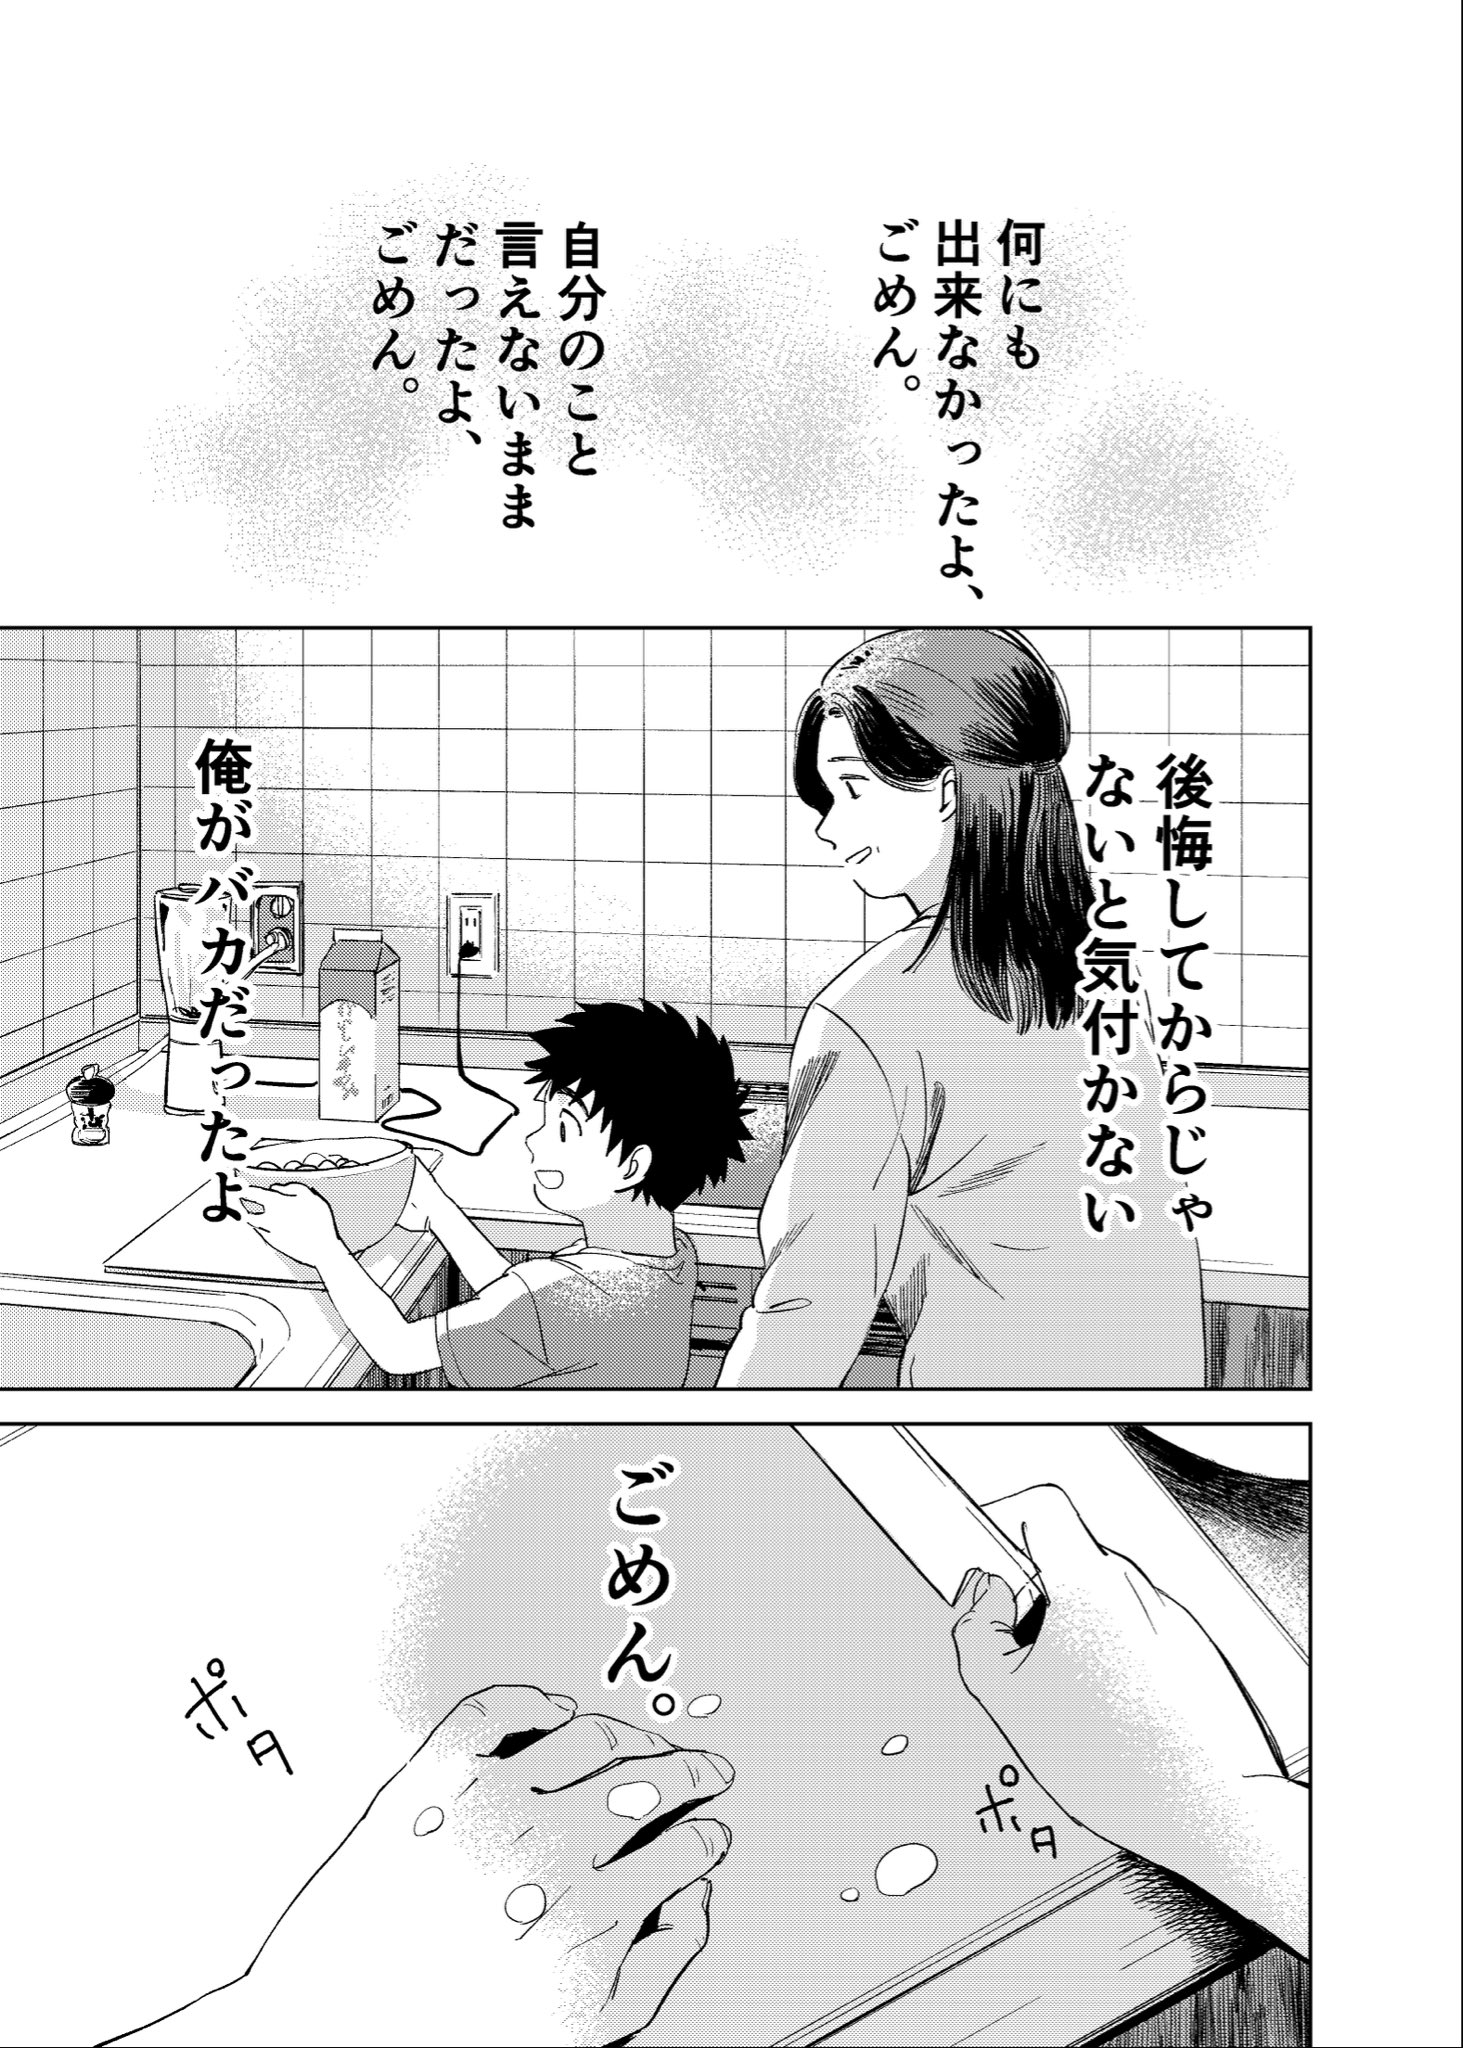 何にも
出来なかったよ、
ごめん。
自分のこと
言えないまま
だったよ、
ごめん。
後悔してからじゃ
ないと気付かない
俺がバカだったよ
ごめん。
ポタ
ポタ